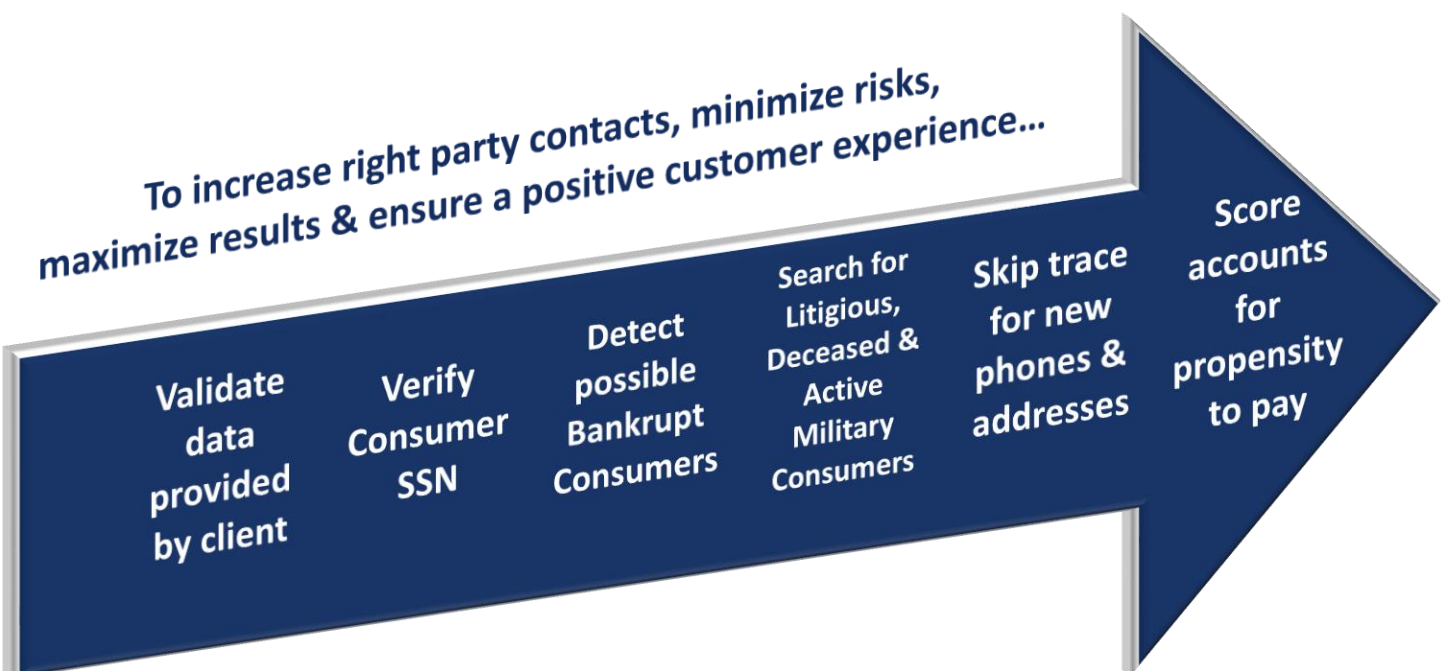 To increase right party contacts, minimize risks,
maximize results & ensure a positive customer experience...
Validate
data
provided
by client
Verify
Consumer
SSN
Detect
possible
Bankrupt
Consumers
Search for
Litigious,
Deceased &
Active
Military
Consumers
Skip trace
for new
phones &
addresses
Score
accounts
for
propensity
to pay